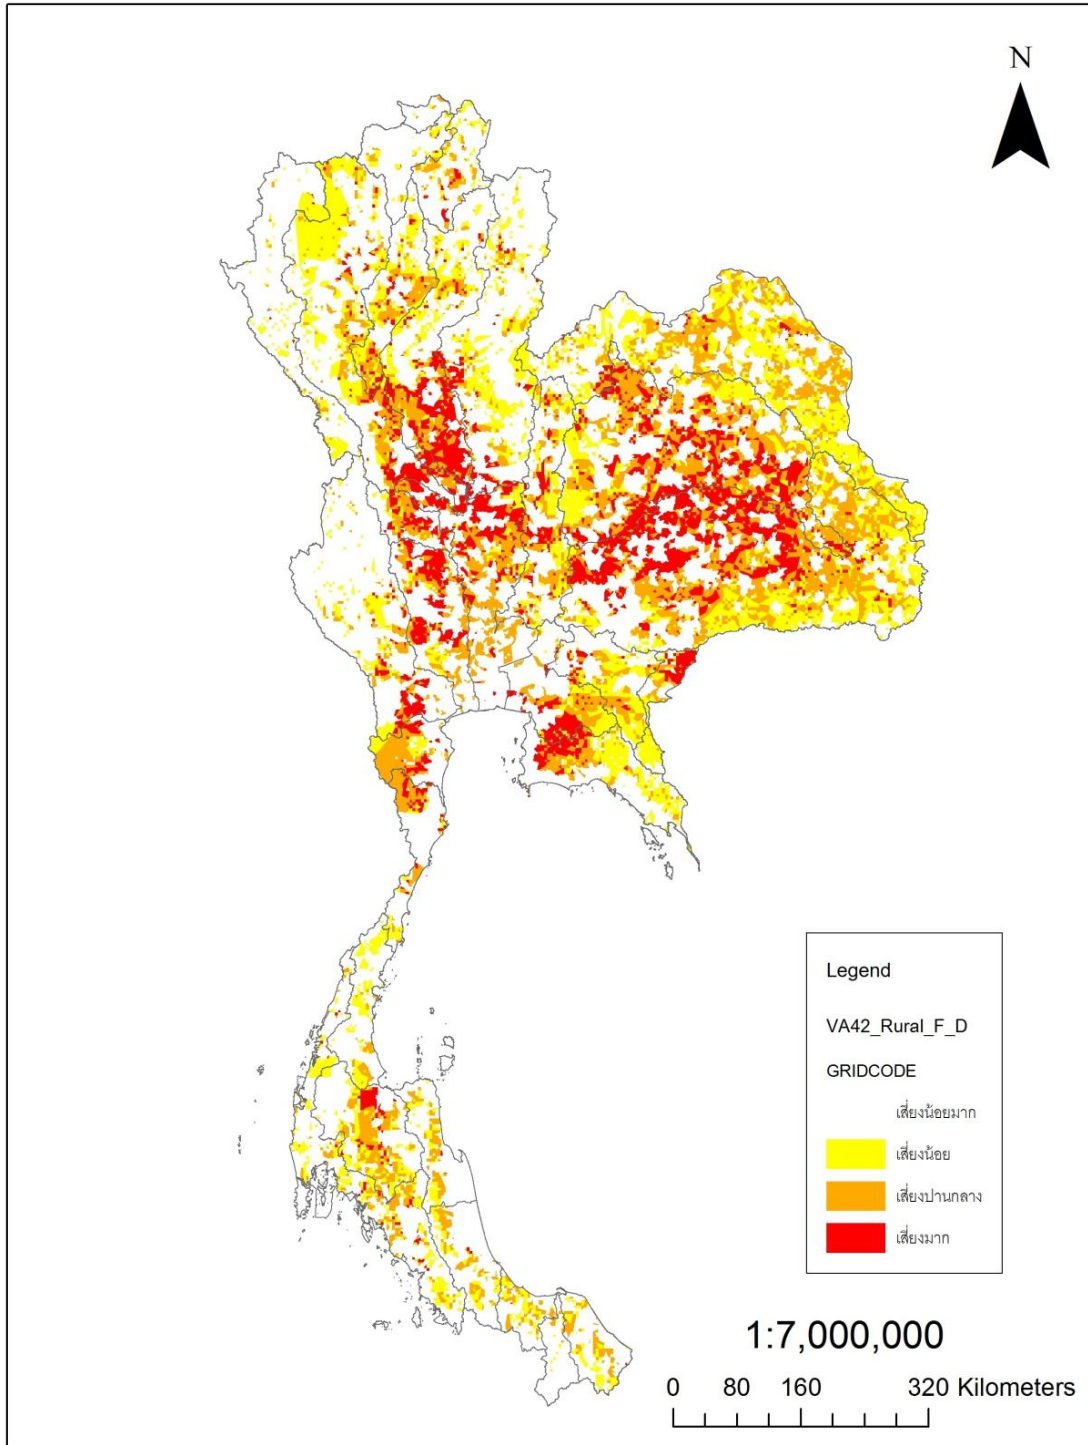 N
Legend
VA42_Rural_F_D
GRIDCODE
เสี่ยงน้อยมาก
เสี่ยงน้อย
เสี่ยงปานกลาง
เสี่ยงมาก
1:7,000,000
0 80 160 320 Kilometers